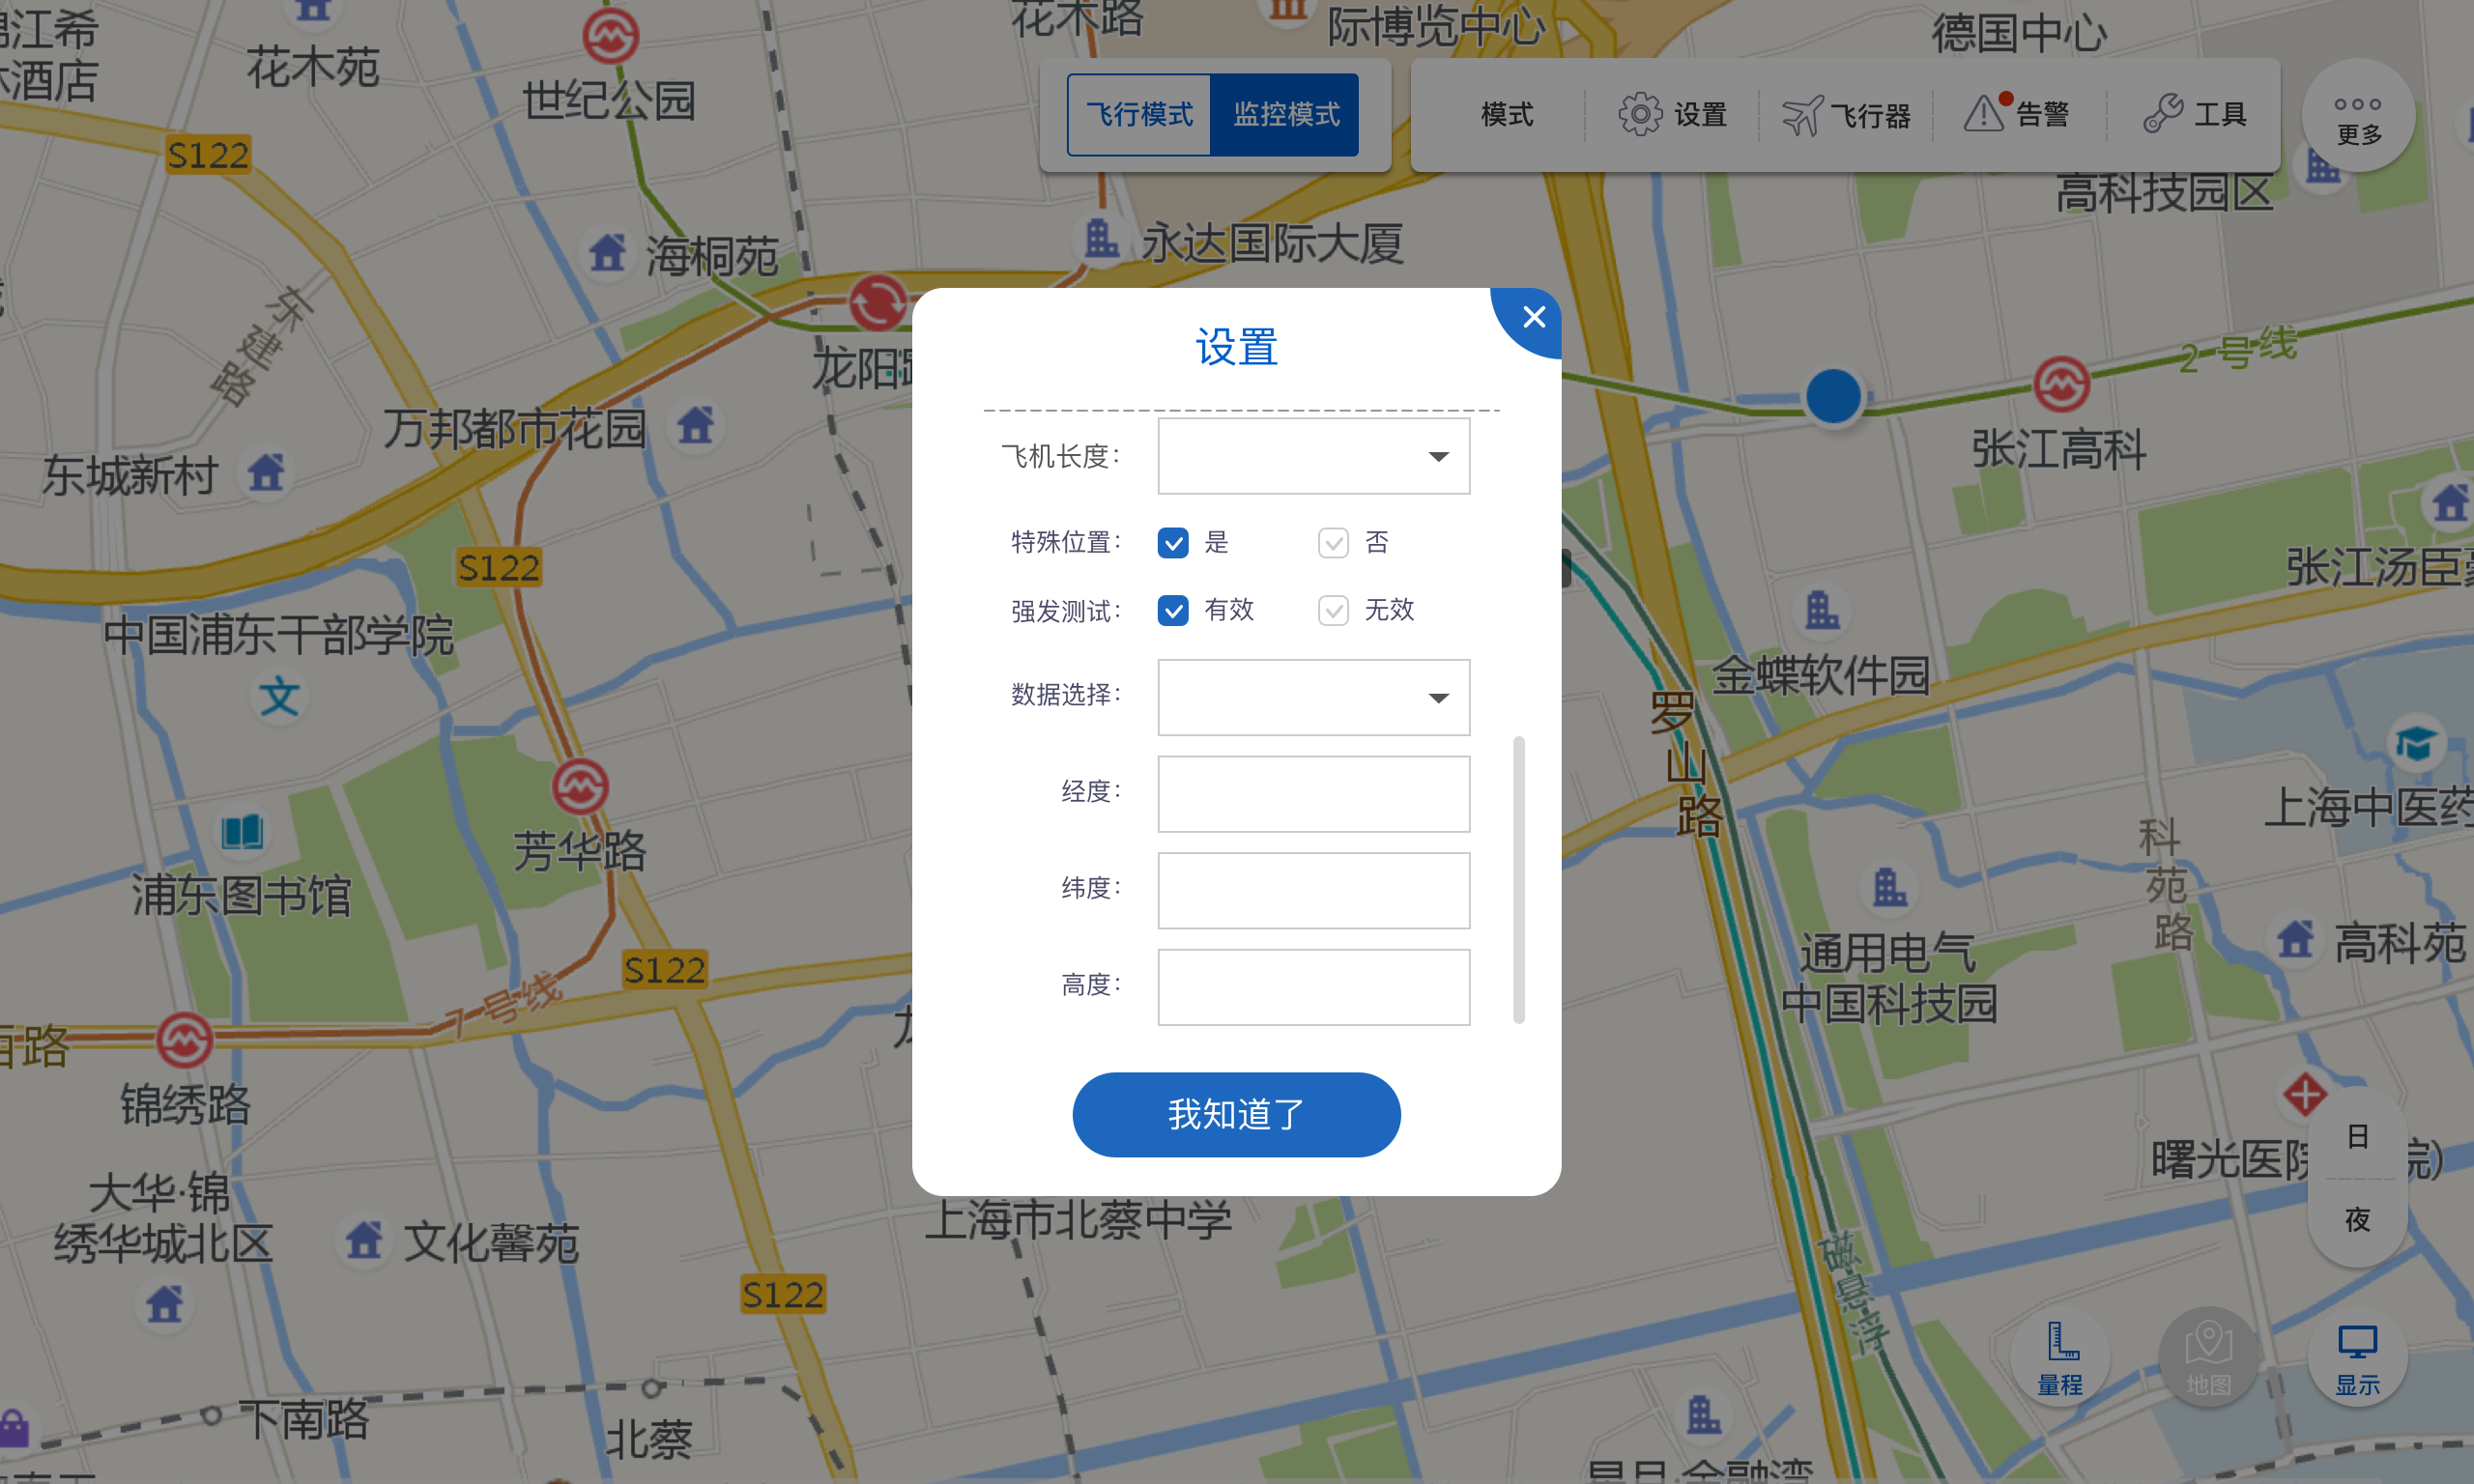 花木路
际博览中心
德国中心
江希
酒店
花木苑
世纪公园
飞行模式
监控模式
模式
设置
飞行器
告警
工具
更多
S122
高科技园区
海桐苑
永达国际大厦
东建路
龙阳
设置
2号线
万邦都市花园
张江高科
东城新村
飞机长度：
特殊位置：
是
否
强发测试：
有效
无效
数据选择：
经度：
纬度：
高度：
我知道了
S122
张江汤臣
中国浦东干部学院
文
金蝶软件园
罗山路
上海中医药
科苑路
芳华路
浦东图书馆
通用电气
中国科技园
高科苑
S122
7号线
路
锦绣路
日
曙光医院
院)
夜
大华·锦
绣华城北区
文化馨苑
上海市北蔡中学
磁悬浮
S122
量程
地图
显示
下南路
北蔡